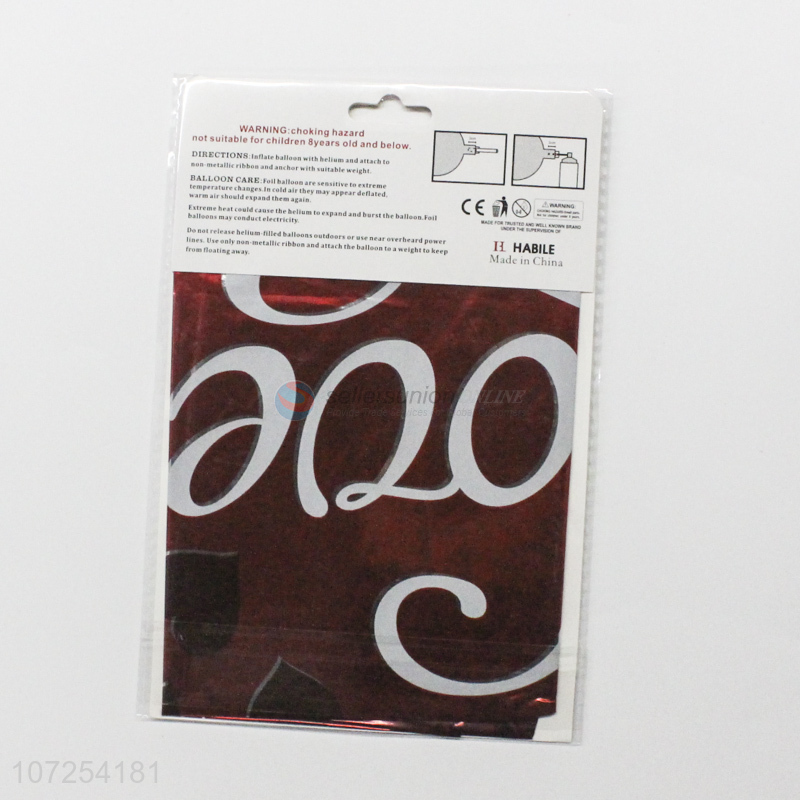 WARNING:choking hazard
not suitable for children 8years old and below.
DIRECTIONS:Inflate balloon with helium and attach to
non-metallic ribbon and anchor with suitable weight.
BALLOON CARE:Foil balloon are sensitive to extreme
temperature changes.In cold air they may appear deflated,
warm air should expand them again.
Extreme heat could cause the helium to expand and burst the balloon.Foil
balloons may conduct electricity.
Do not release helium-filled balloons outdoors or use near overheard power
lines. Use only non-metallic ribbon and attach the balloon to a weight to keep
from floating away.
CE
WARNING:
MADE FOR TRUSTED AND WELL KNOWN BRAND
UNDER THE SUPERVISION OF
H. HABILE
Made in China
sellersunion ONLINE
107254181